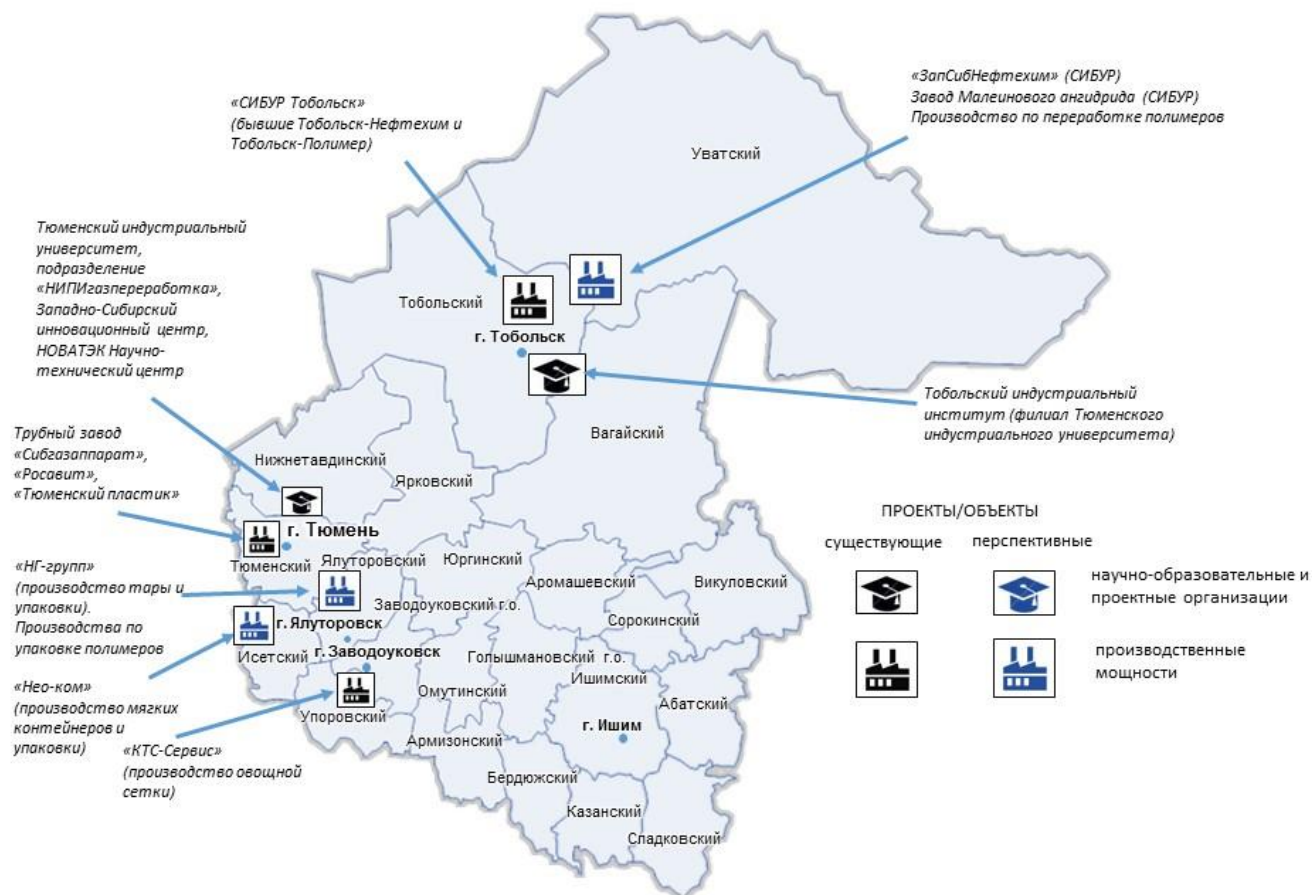 «СИБУР Тобольск»
(бывшие Тобольск-Нефтехим и
Тобольск-Полимер)
«ЗапСибНефтехим» (СИБУР)
Завод Малеинового ангидрида (СИБУР)
Производство по переработке полимеров
Уватский
Тюменский индустриальный
университет,
подразделение
«НИПИгазпереработка»,
Западно-Сибирский
инновационный центр,
НОВАТЭК Научно-
технический центр
Тобольский
г. Тобольск
Тобольский индустриальный
институт (филиал Тюменского
индустриального университета)
Вагайский
Трубный завод
«Сибгазаппарат»,
«Росавит»,
«Тюменский пластик»
Нижнетавдинский
Ярковский
г. Тюмень
Тюменский
Ялуторовский
Юргинский
Аромашевский
Викуловский
Сорокинский
«НГ-групп»
(производство тары и
упаковки).
Производства по
упаковке полимеров
Заводоуковский г.о.
г. Ялуторовск
г. Заводоуковск
Исетский
Голышмановский г.о.
Ишимский
Абатский
Омутинский
г. Ишим
Упоровский
Армизонский
Бердюжский
Казанский
Сладковский
«Нео-ком»
(производство мягких
контейнеров и
упаковки)
«КТС-Сервис»
(производство овощной
сетки)
ПРОЕКТЫ/ОБЪЕКТЫ
существующие перспективные
научно-образовательные и
проектные организации
производственные
мощности